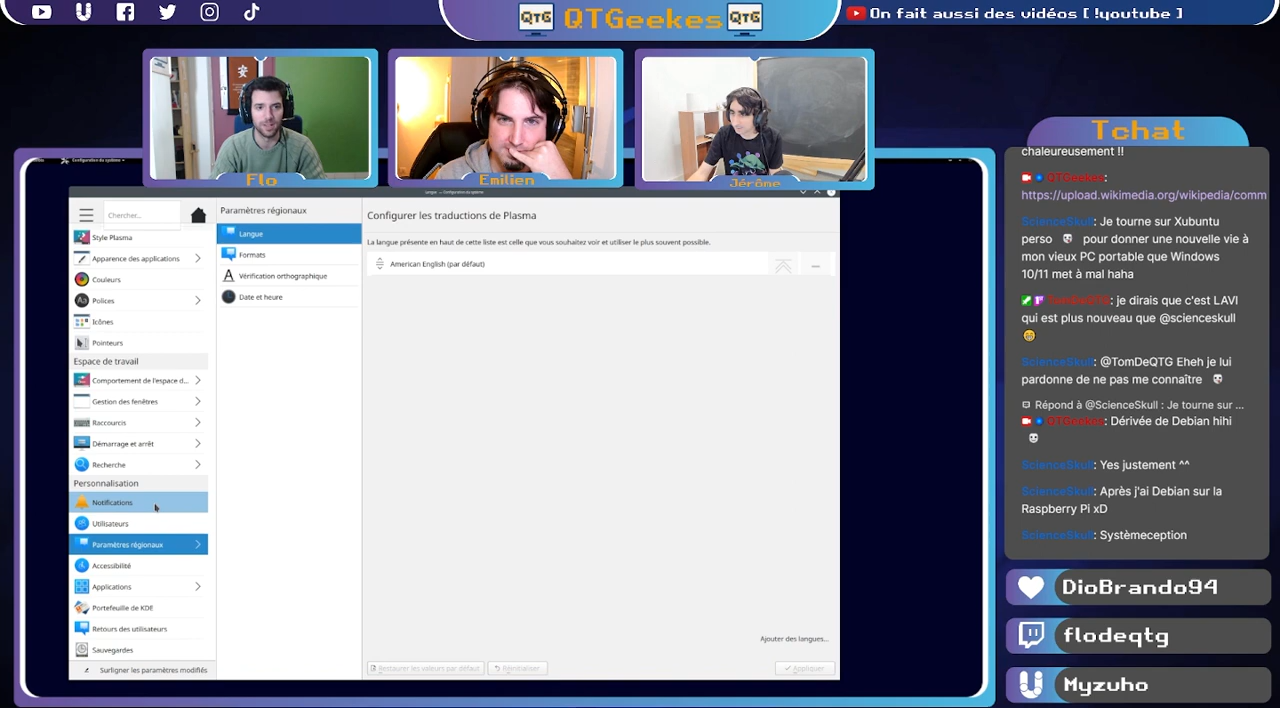 QTG QTGeekes QTG
On fait aussi des vidéos [ !youtube ]
Flo
Emilien
Jérôme
Configuration du système
Langue — Configuration du système
Chercher...
Style Plasma
Apparence des applications
Couleurs
Polices
Icônes
Pointeurs
Espace de travail
Comportement de l'espace d...
Gestion des fenêtres
Raccourcis
Démarrage et arrêt
Recherche
Personnalisation
Notifications
Utilisateurs
Paramètres régionaux
Accessibilité
Applications
Portefeuille de KDE
Retours des utilisateurs
Sauvegardes
Surligner les paramètres modifiés
Paramètres régionaux
Langue
Formats
Vérification orthographique
Date et heure
Configurer les traductions de Plasma
La langue présente en haut de cette liste est celle que vous souhaitez voir et utiliser le plus souvent possible.
American English (par défaut)
Ajouter des langues...
Restaurer les valeurs par défaut
Réinitialiser
Appliquer
Tchat
chaleureusement !!
QTGeekes:
https://upload.wikimedia.org/wikipedia/comm
ScienceSkull: Je tourne sur Xubuntu
perso pour donner une nouvelle vie à
mon vieux PC portable que Windows
10/11 met à mal haha
TomDeQTG: je dirais que c'est LAVI
qui est plus nouveau que @scienceskull
ScienceSkull: @TomDeQTG Eheh je lui
pardonne de ne pas me connaître
Répond à @ScienceSkull : Je tourne sur ...
QTGeekes: Dérivée de Debian hihi
ScienceSkull: Yes justement ^^
ScienceSkull: Après j'ai Debian sur la
Raspberry Pi xD
ScienceSkull: Systèmeception
DioBrando94
flodeqtg
Myzuho